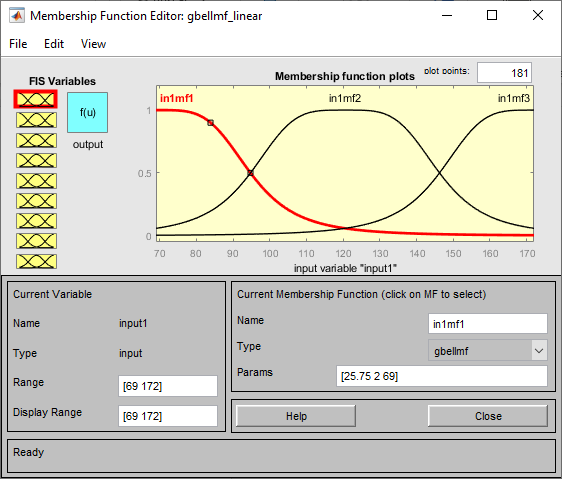 Membership Function Editor: gbellmf_linear
File Edit View
FIS Variables
f(u)
output
Membership function plots
plot points:
181
in1mf1 in1mf2 in1mf3
1
0.5
0
70 80 90 100 110 120 130 140 150 160 170
input variable "input1"
Current Variable
Name input1
Type input
Range [69 172]
Display Range [69 172]
Current Membership Function (click on MF to select)
Name in1mf1
Type gbellmf
Params [25.75 2 69]
Help Close
Ready